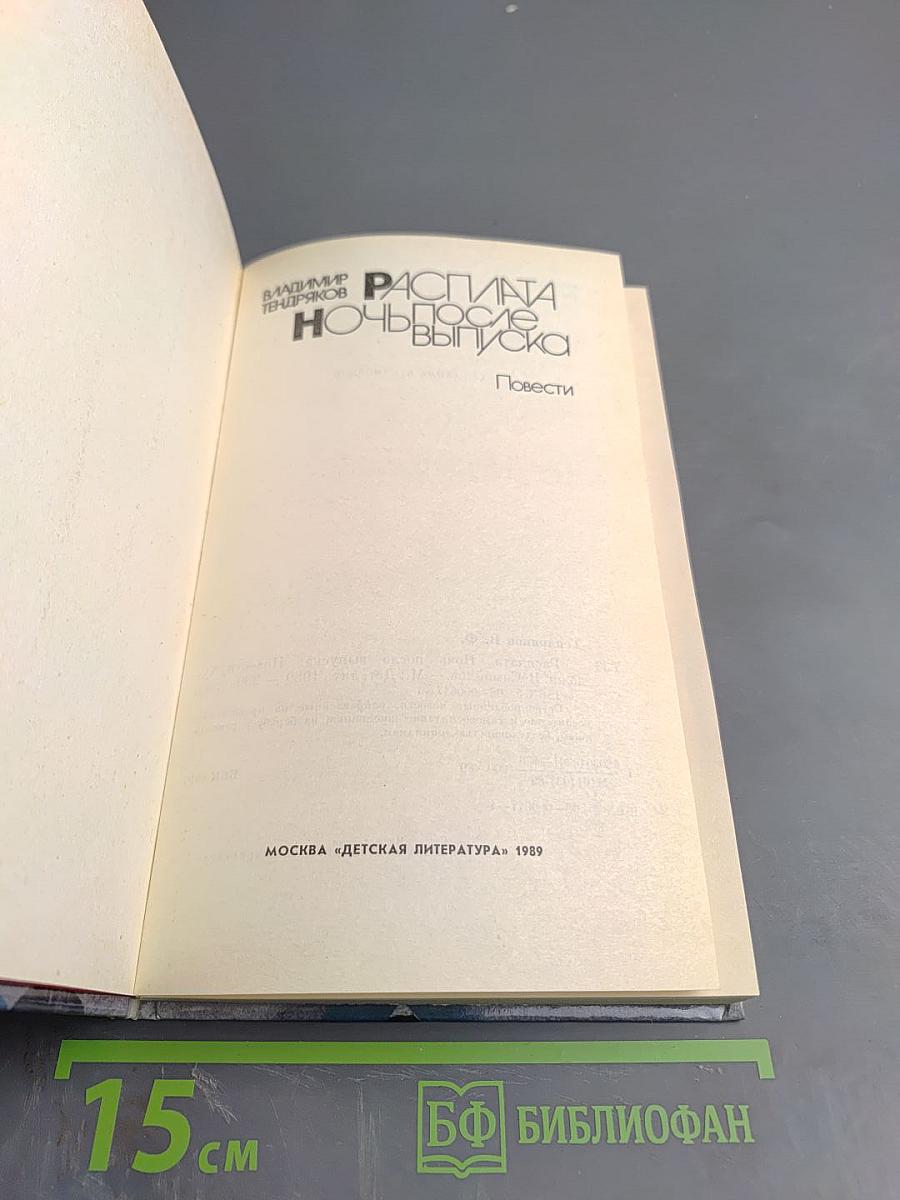 ВЛАДИМИР
ТЕНДРЯКОВ
РАСПЛАТА
НОЧЬ ПОСЛЕ
ВЫПУСКА
Повести
МОСКВА «ДЕТСКАЯ ЛИТЕРАТУРА» 1989
15 см
БФ БИБЛИОФАН